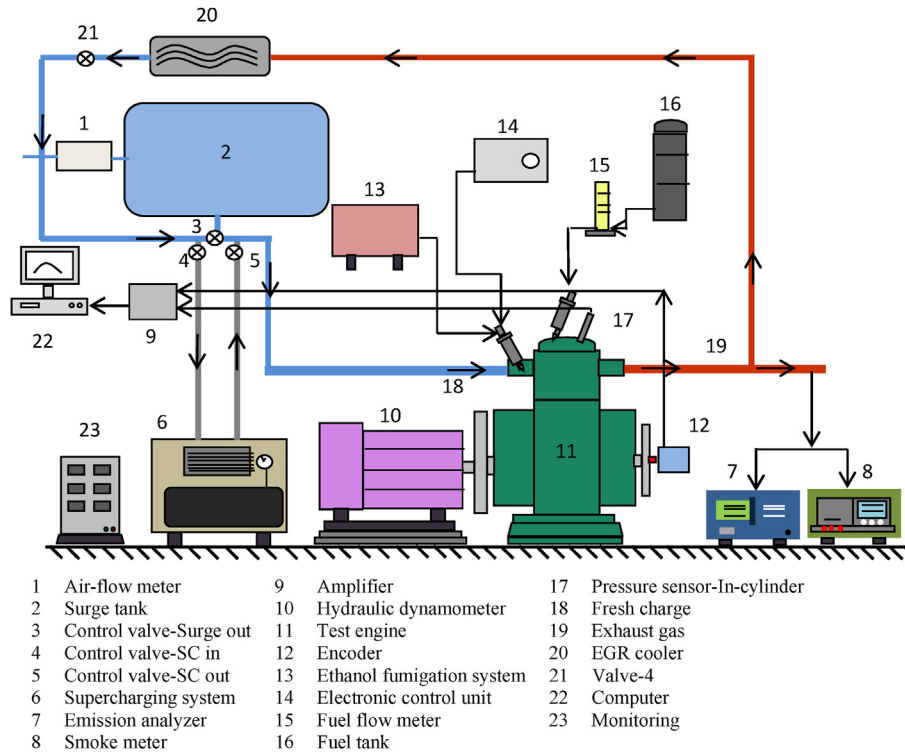 20
21
1
2
14
16
15
13
3
4
5
17
19
22
9
18
6
10
23
11
12
7
8
1 Air-flow meter
2 Surge tank
3 Control valve-Surge out
4 Control valve-SC in
5 Control valve-SC out
6 Supercharging system
7 Emission analyzer
8 Smoke meter
9 Amplifier
10 Hydraulic dynamometer
11 Test engine
12 Encoder
13 Ethanol fumigation system
14 Electronic control unit
15 Fuel flow meter
16 Fuel tank
17 Pressure sensor-In-cylinder
18 Fresh charge
19 Exhaust gas
20 EGR cooler
21 Valve-4
22 Computer
23 Monitoring